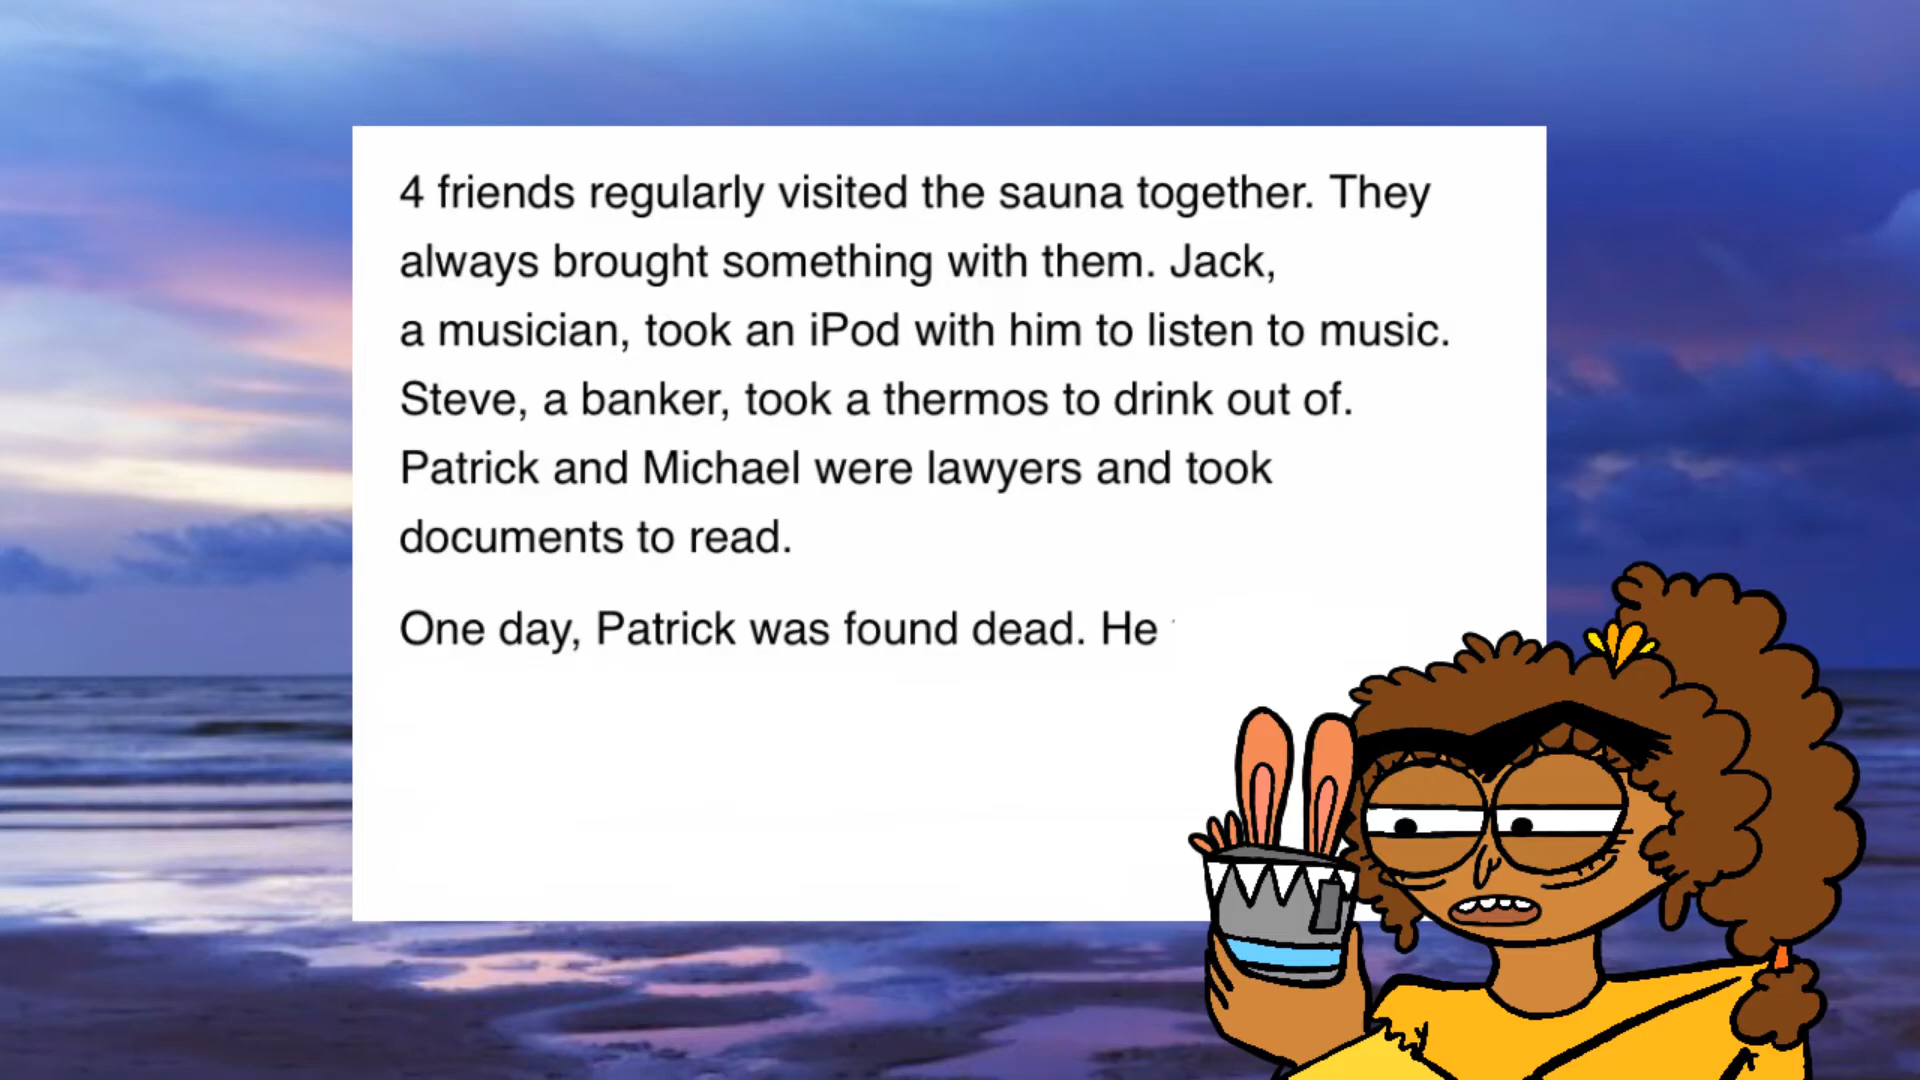 4 friends regularly visited the sauna together. They
always brought something with them. Jack,
a musician, took an iPod with him to listen to music.
Steve, a banker, took a thermos to drink out of.
Patrick and Michael were lawyers and took
documents to read.
One day, Patrick was found dead. He